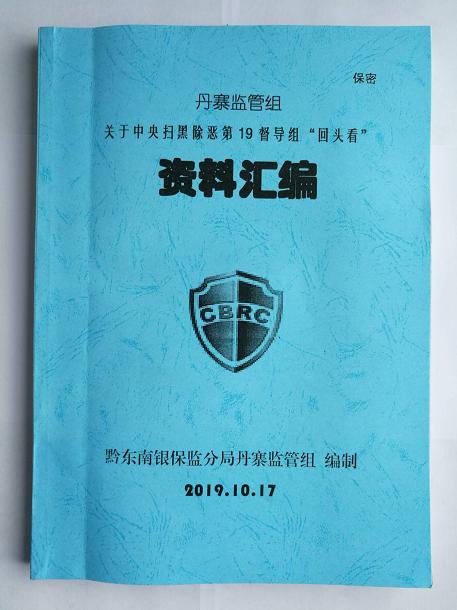 保密
丹寨监管组
关于中央扫黑除恶第19督导组“回头看”
资料汇编
CBRC
黔东南银保监分局丹寨监管组 编制
2019.10.17